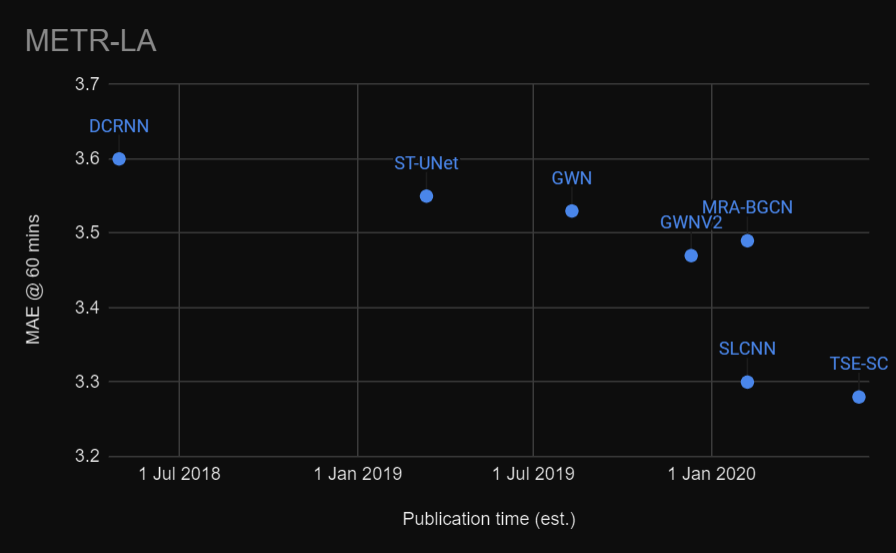 METR-LA
3.7
DCRNN
3.6
ST-UNet
GWN
MRA-BGCN
GWNV2
3.5
MAE @ 60 mins
3.4
SLCNN
TSE-SC
3.3
3.2
1 Jul 2018
1 Jan 2019
1 Jul 2019
1 Jan 2020
Publication time (est.)